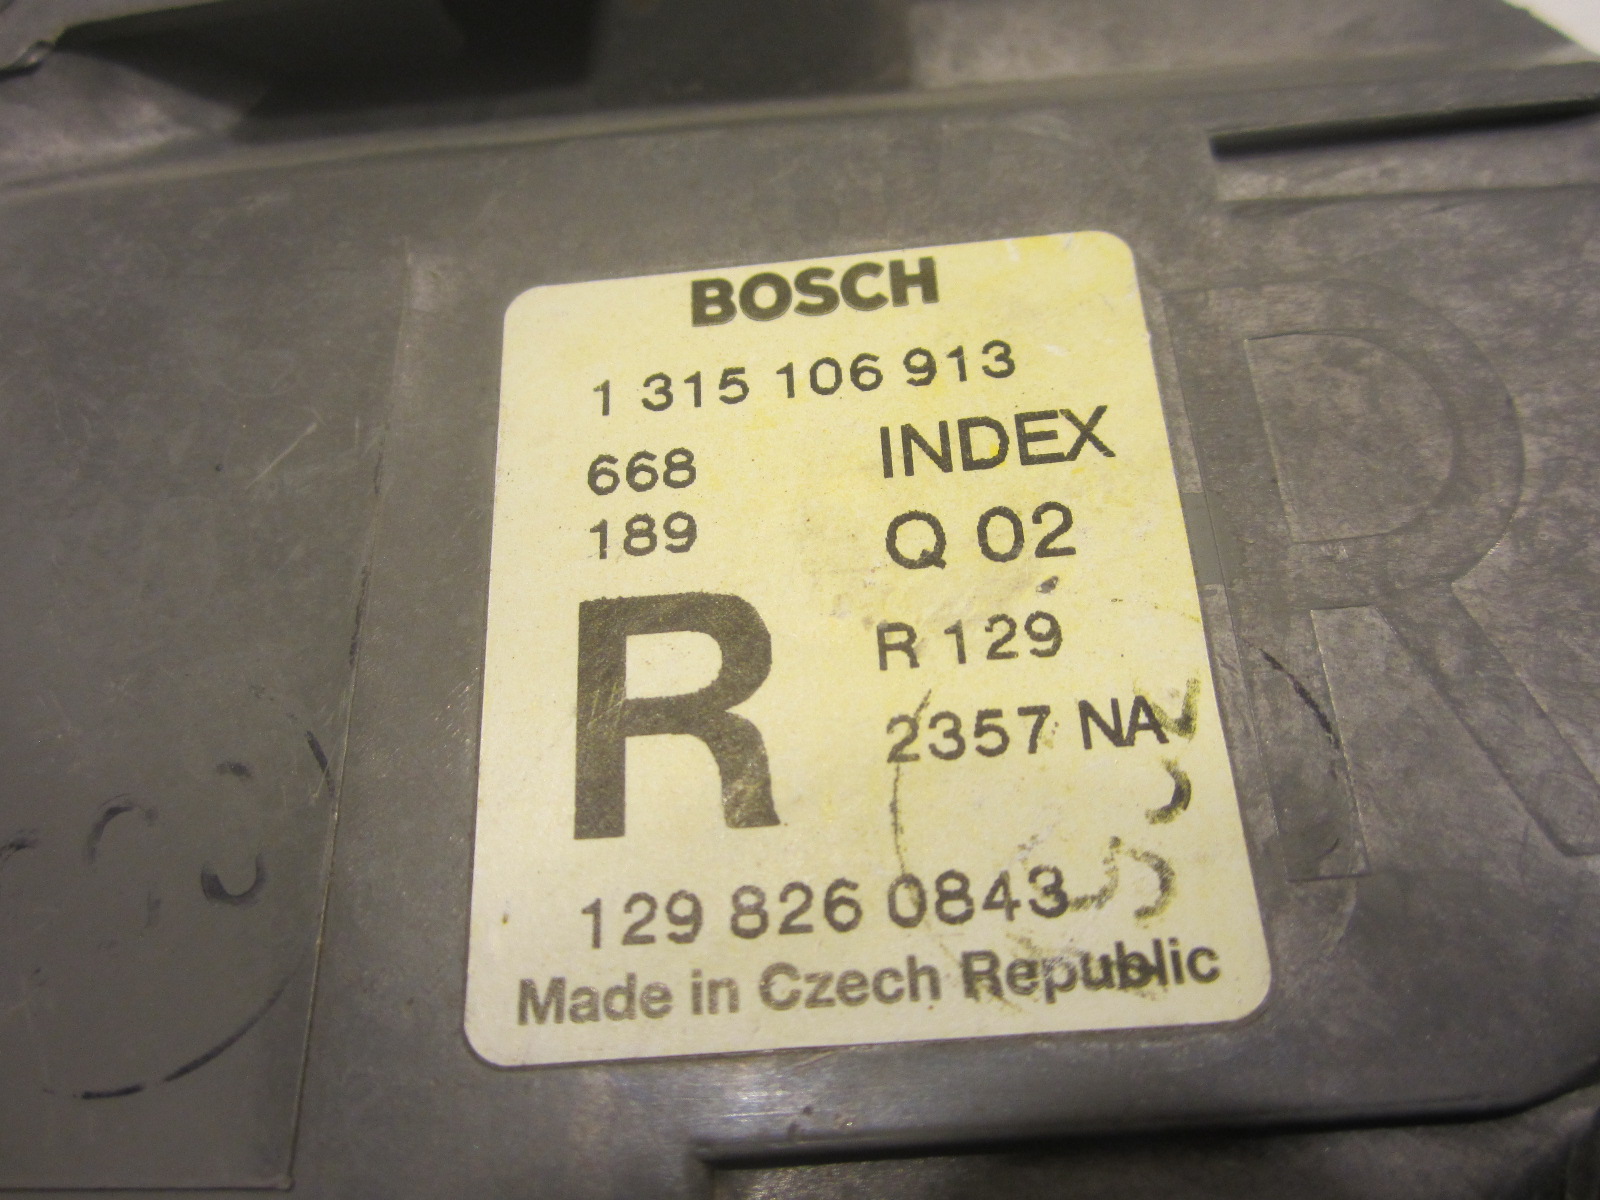 BOSCH
1 315 106 913
668 INDEX
189 Q 02
R R 129
2357 NA
129 826 0843
Made in Czech Republic
R